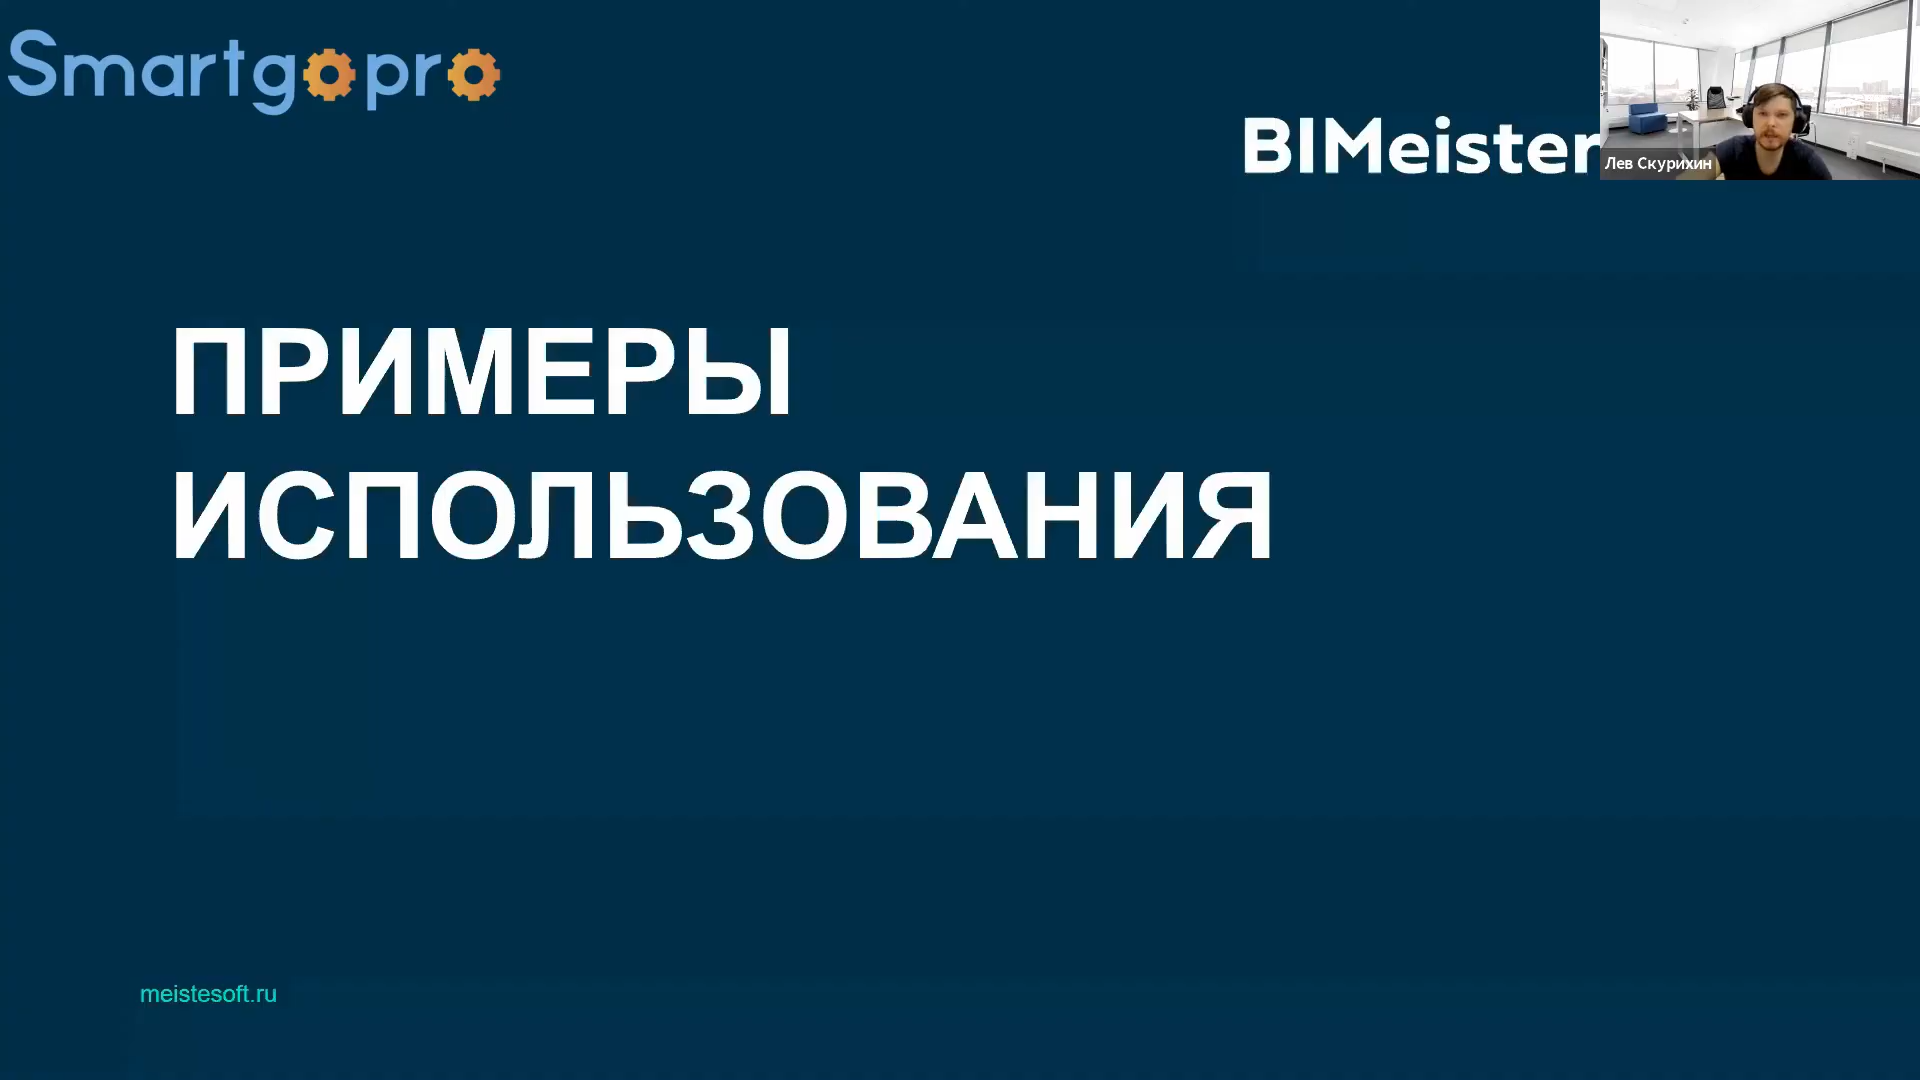 Smartgopro
BIMeister
Лев Скурихин
ПРИМЕРЫ
ИСПОЛЬЗОВАНИЯ
meistesoft.ru